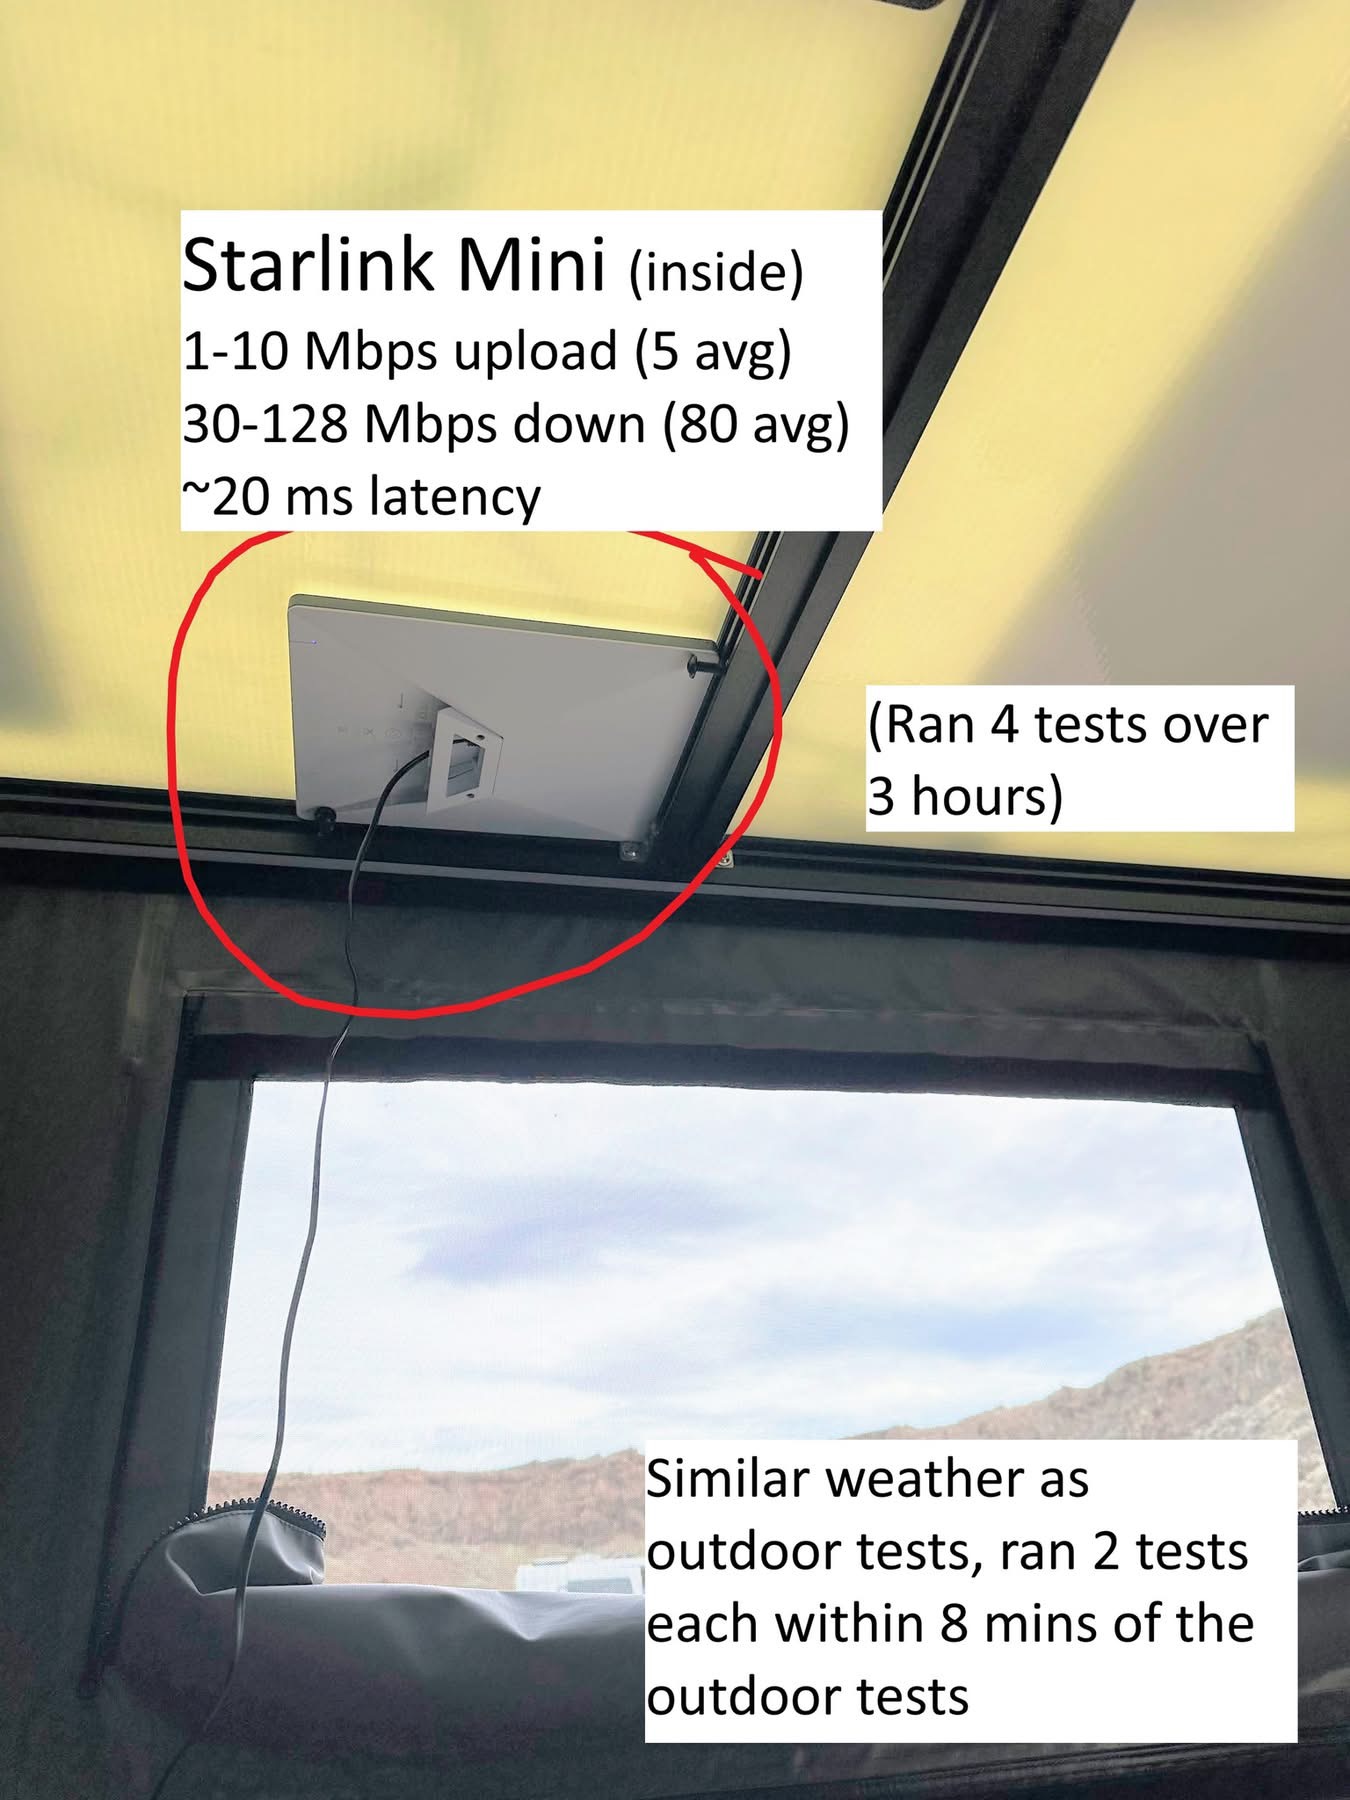 Starlink Mini (inside)
1-10 Mbps upload (5 avg)
30-128 Mbps down (80 avg)
~20 ms latency
(Ran 4 tests over
3 hours)
Similar weather as
outdoor tests, ran 2 tests
each within 8 mins of the
outdoor tests